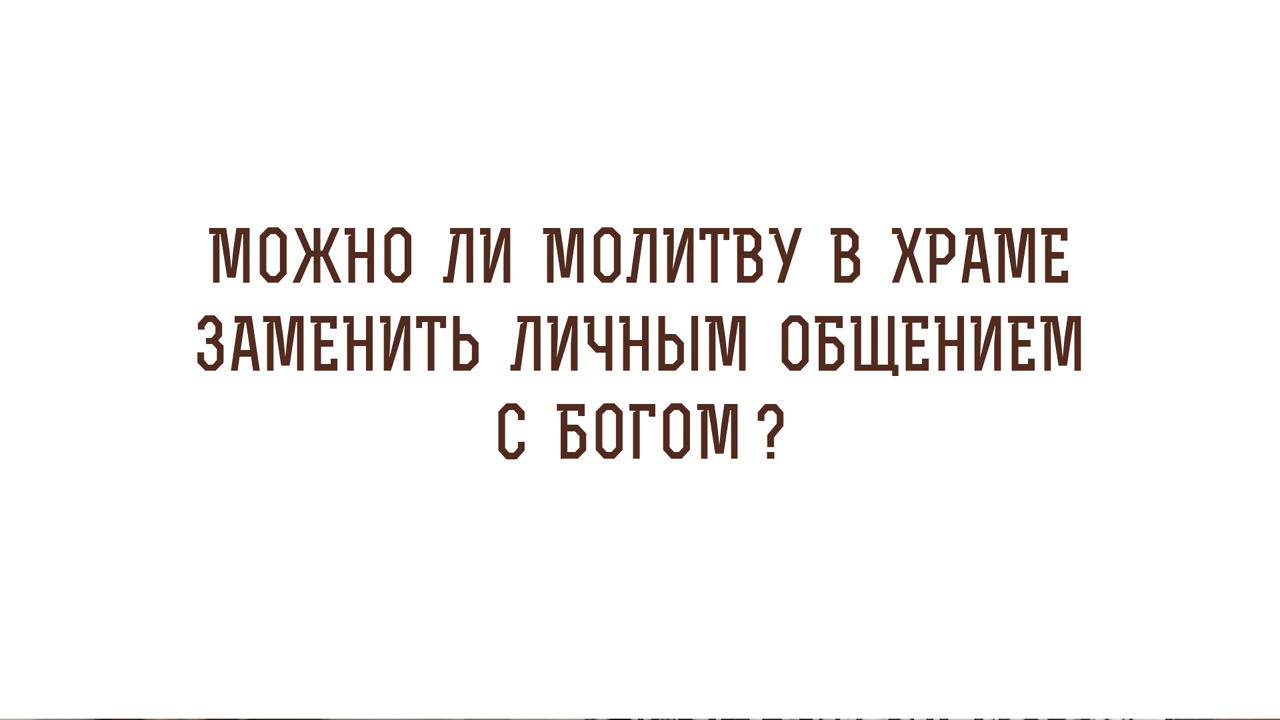 МОЖНО ЛИ МОЛИТВУ В ХРАМЕ
ЗАМЕНИТЬ ЛИЧНЫМ ОБЩЕНИЕМ
С БОГОМ?